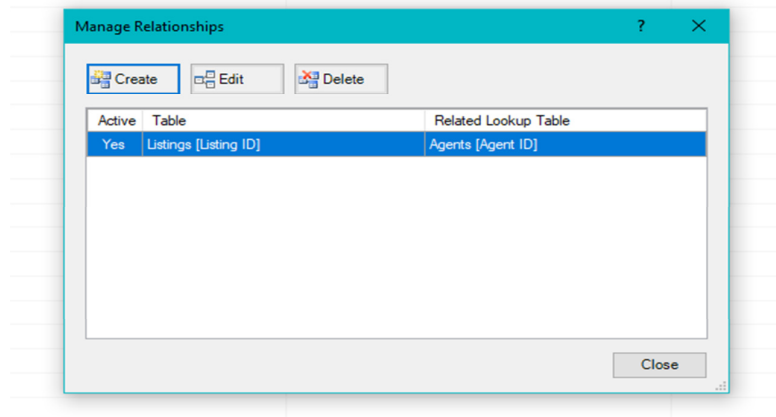 Manage Relationships ?
Create Edit Delete
Active Table Related Lookup Table
Yes Listings [Listing ID] Agents [Agent ID]
Close